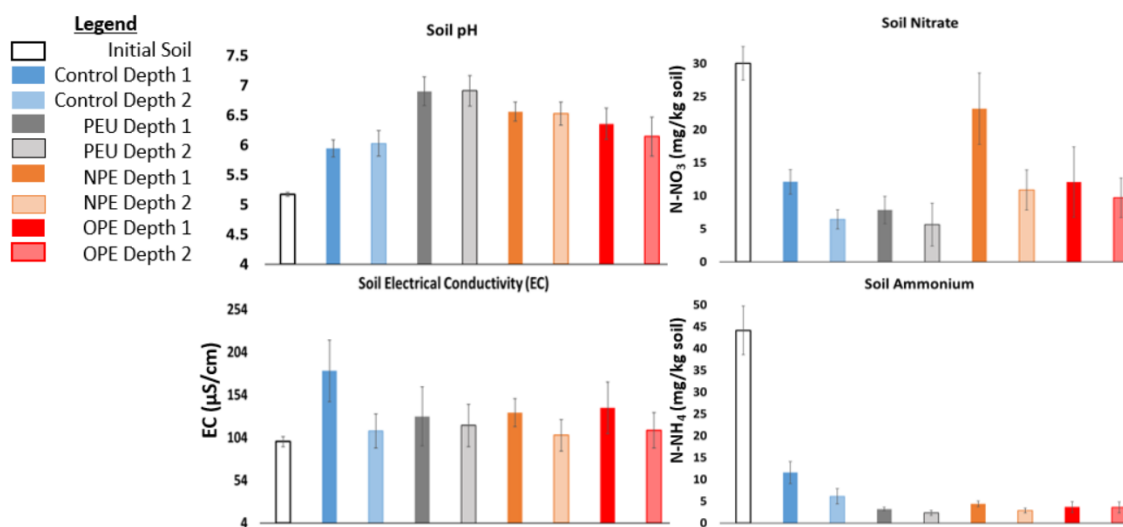 Legend
Initial Soil
Control Depth 1
Control Depth 2
PEU Depth 1
PEU Depth 2
NPE Depth 1
NPE Depth 2
OPE Depth 1
OPE Depth 2
Soil pH
7.5
7
6.5
6
5.5
5
4.5
4
Soil Nitrate
N-NO3 (mg/kg soil)
30
25
20
15
10
5
0
Soil Electrical Conductivity (EC)
EC (µS/cm)
254
204
154
104
54
4
Soil Ammonium
N-NH4 (mg/kg soil)
50
45
40
35
30
25
20
15
10
5
0